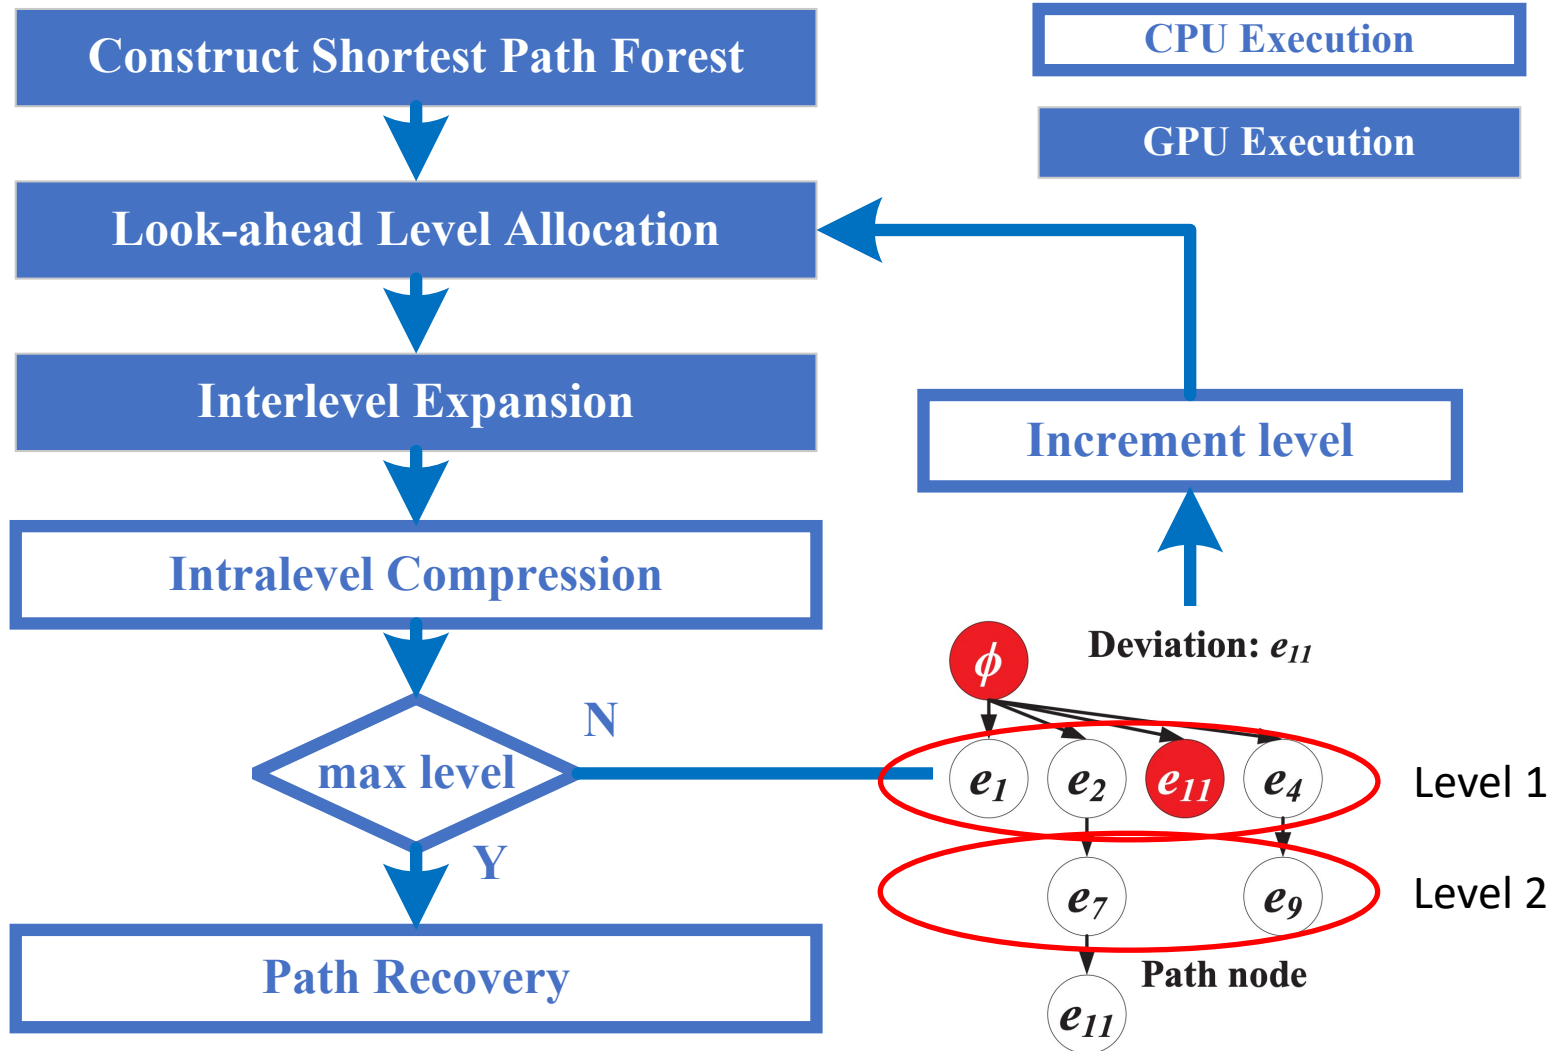 Construct Shortest Path Forest
CPU Execution
GPU Execution
Look-ahead Level Allocation
Interlevel Expansion
Increment level
Intralevel Compression
Deviation: e11
ϕ
N
max level
e1 e2 e11 e4
Level 1
Y
e7 e9
Level 2
Path Recovery
Path node
e11